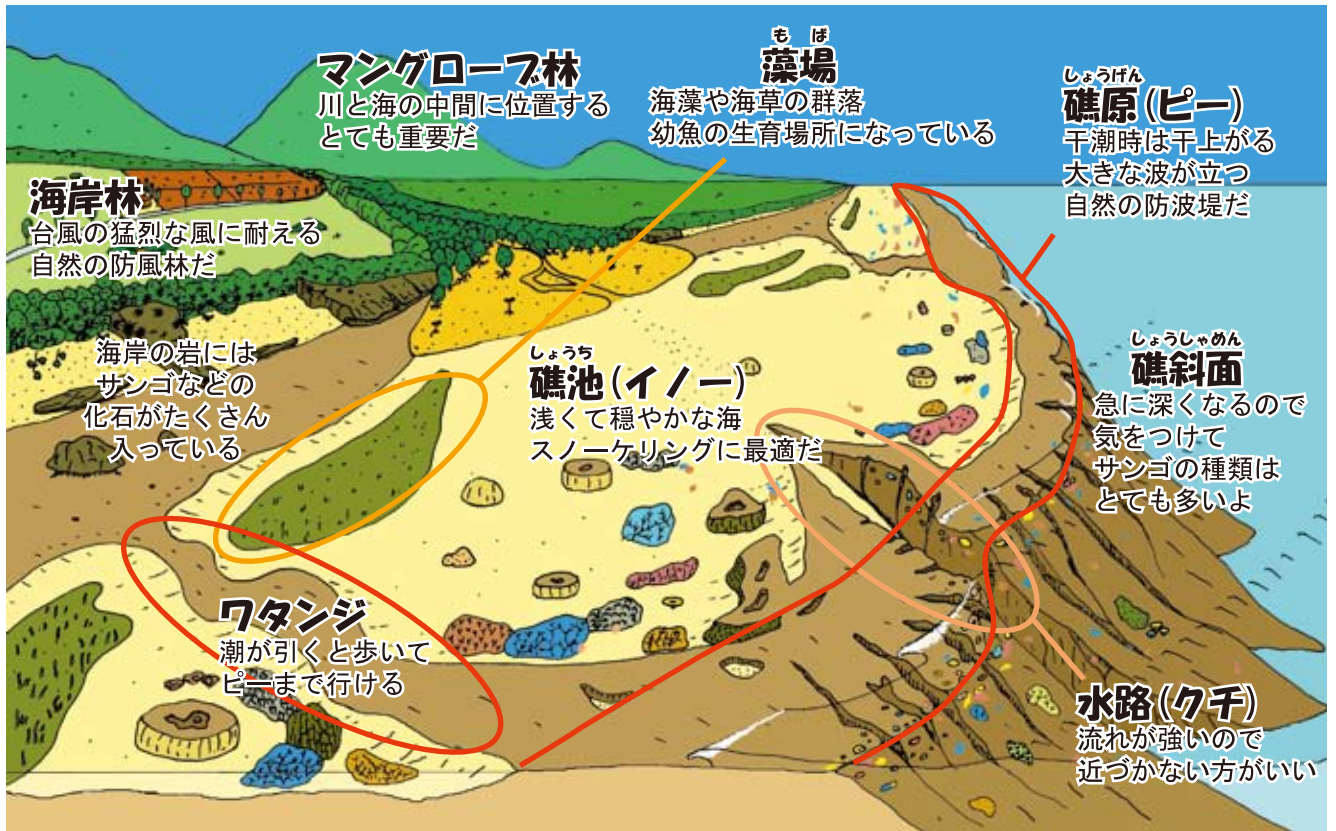 マングローブ林
川と海の中間に位置する
とても重要だ
もば
藻場
海藻や海草の群落
幼魚の生育場所になっている
しょうげん
礁原(ピー)
干潮時は干上がる
大きな波が立つ
自然の防波堤だ
海岸林
台風の猛烈な風に耐える
自然の防風林だ
海岸の岩には
サンゴなどの
化石がたくさん
入っている
しょうち
礁池(イノー)
浅くて穏やかな海
スノーケリングに最適だ
しょうしゃめん
礁斜面
急に深くなるので
気をつけて
サンゴの種類は
とても多いよ
ワタンジ
潮が引くと歩いて
ピーまで行ける
水路(クチ)
流れが強いので
近づかない方がいい